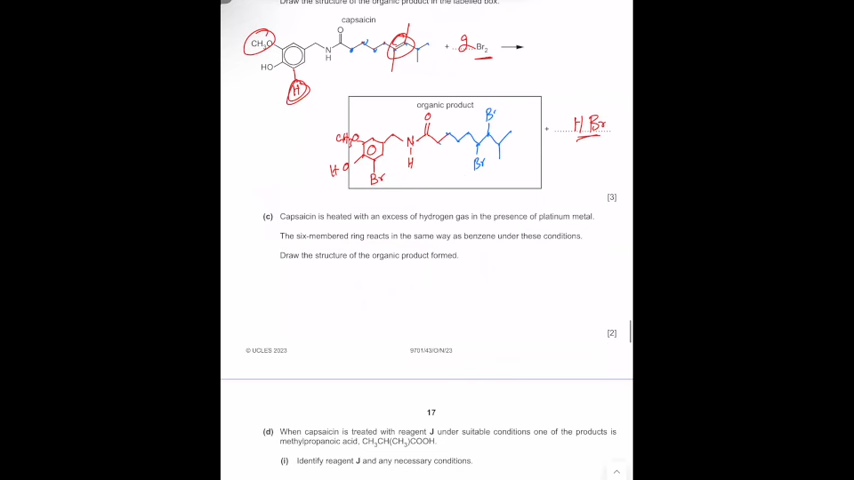 Draw the structure of the organic product in the labelled box.
capsaicin
O
CH3O
N
H
HO
H
+ 2 Br2
organic product
O
Br
CH3O
N
H
HO
Br
Br
+ HBr
[3]
(c) Capsaicin is heated with an excess of hydrogen gas in the presence of platinum metal.
The six-membered ring reacts in the same way as benzene under these conditions.
Draw the structure of the organic product formed.
[2]
© UCLES 2023 9701/43/O/N/23
17
(d) When capsaicin is treated with reagent J under suitable conditions one of the products is
methylpropanoic acid, CH3CH(CH3)COOH.
(i) Identify reagent J and any necessary conditions.